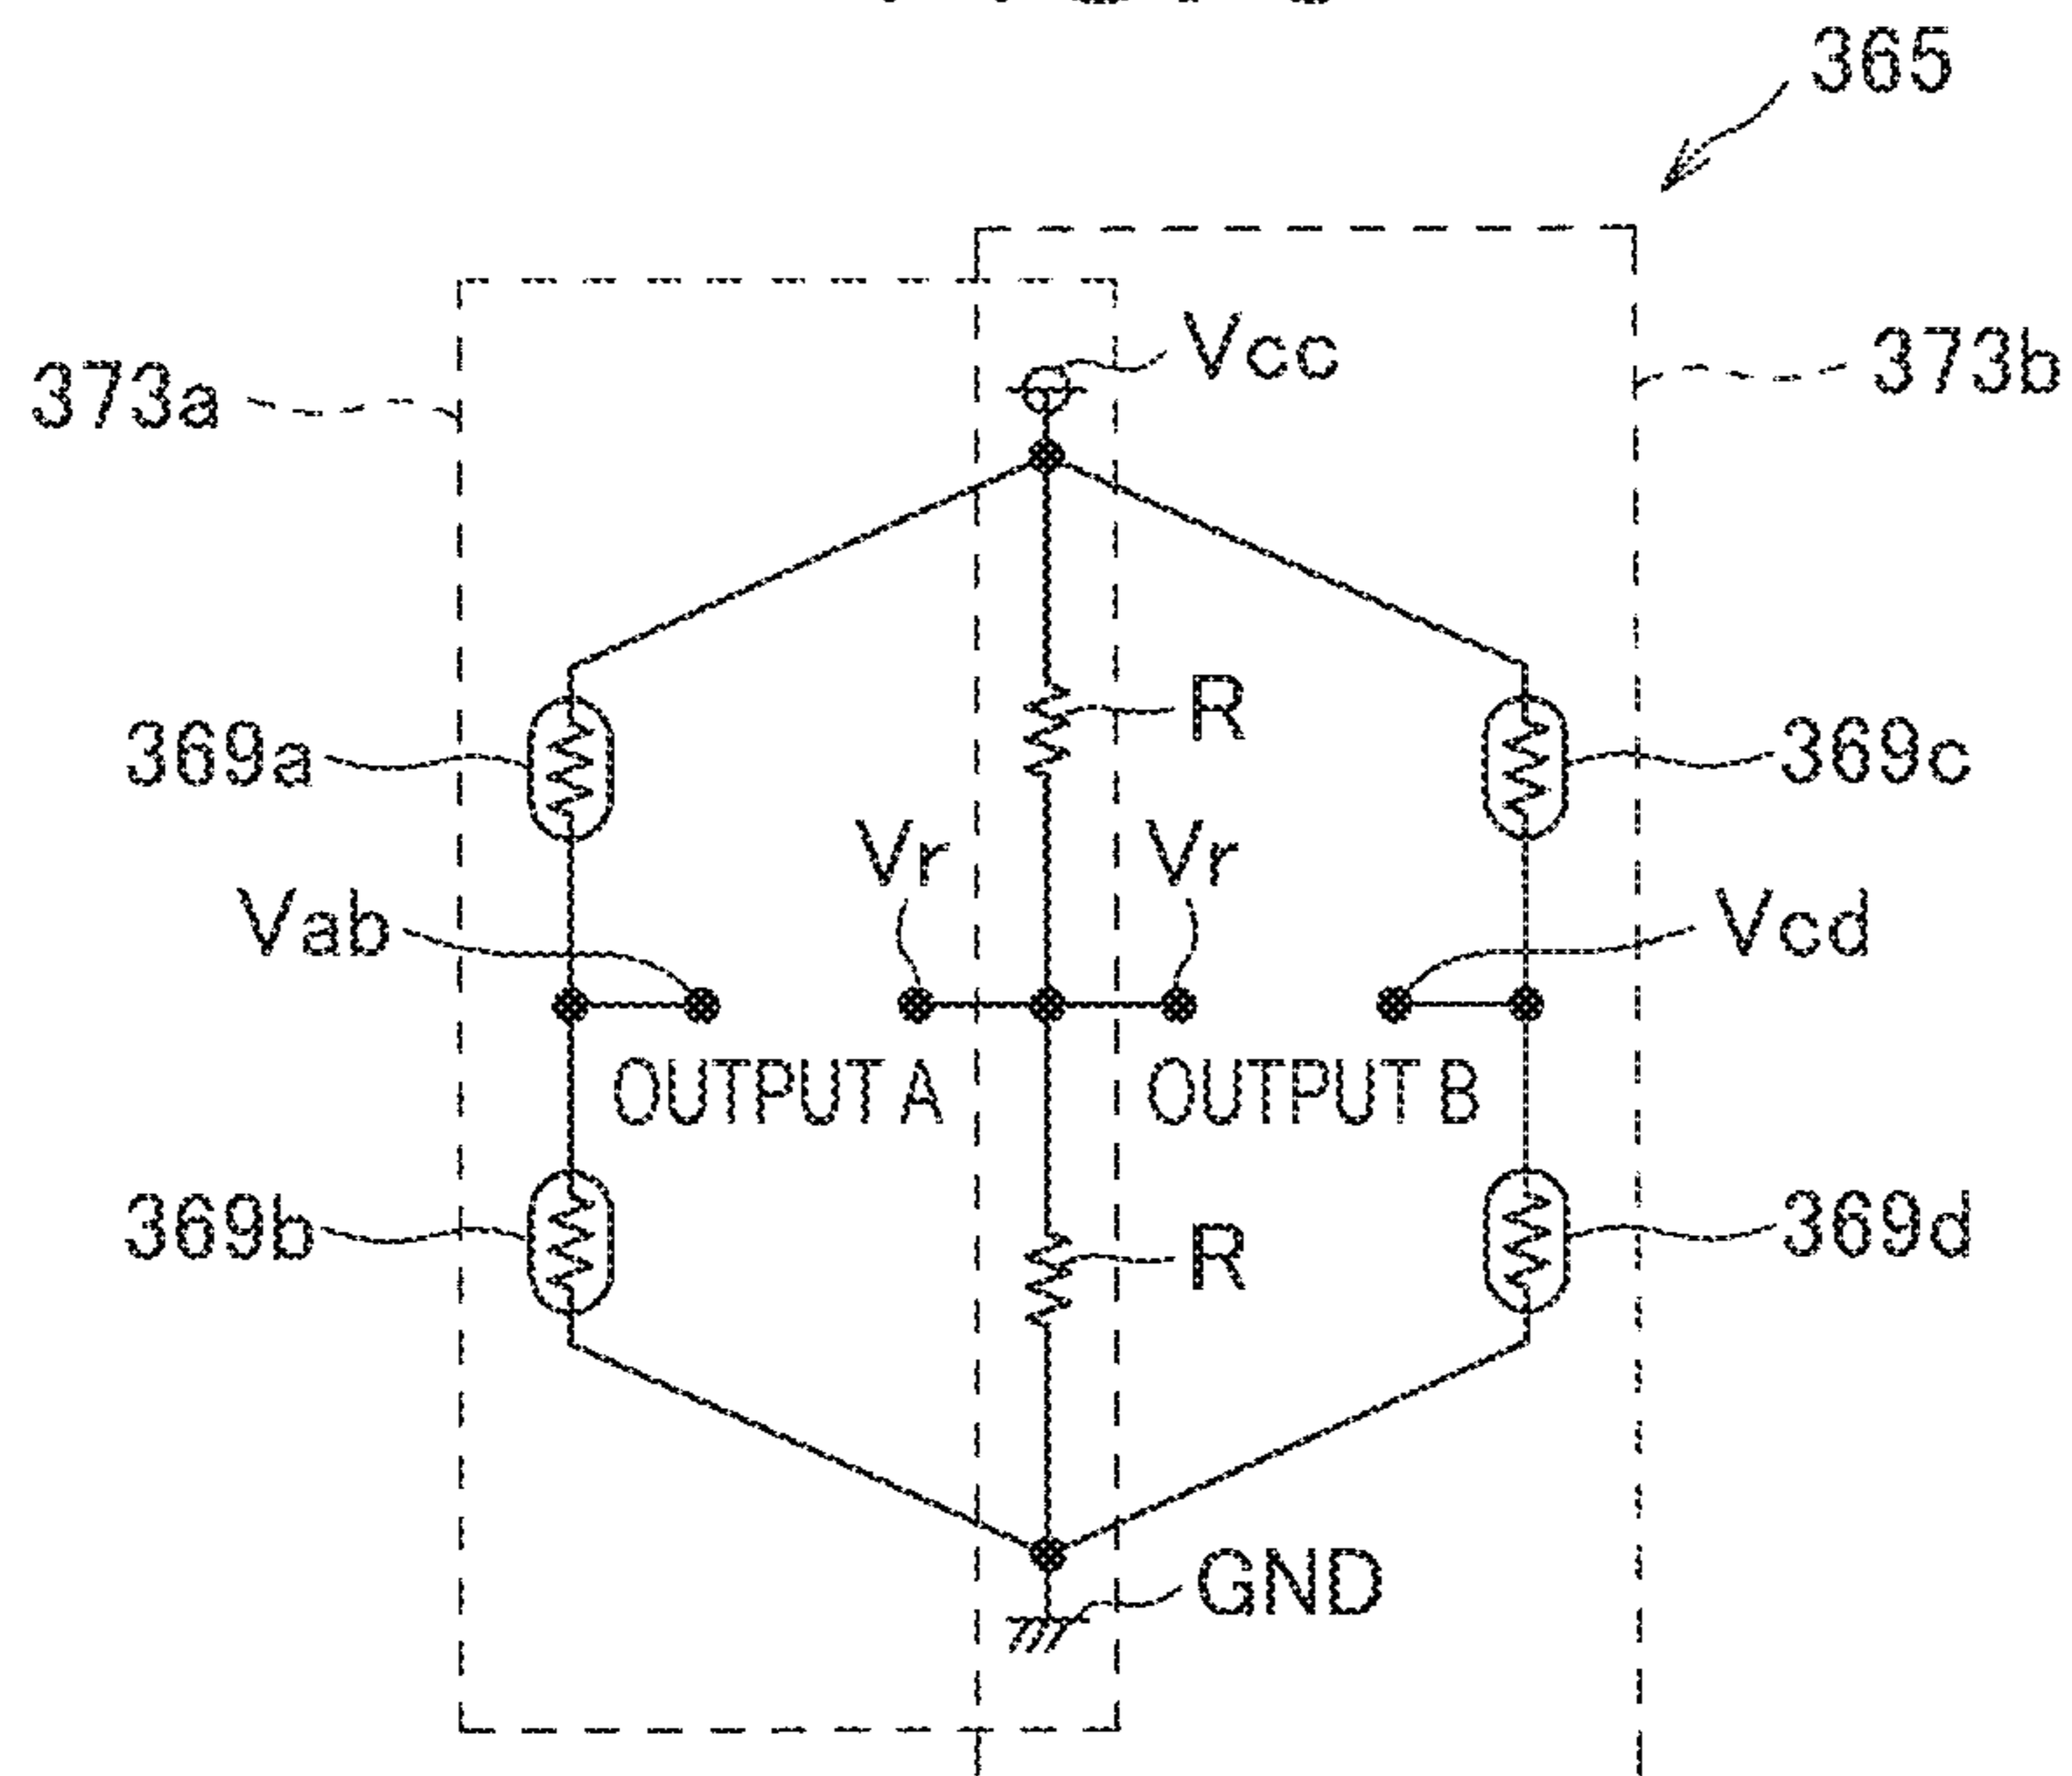 365
Vcc
373a
373b
R
369a
369c
Vr
Vr
Vab
Vcd
OUTPUT A
OUTPUT B
369b
R
369d
GND